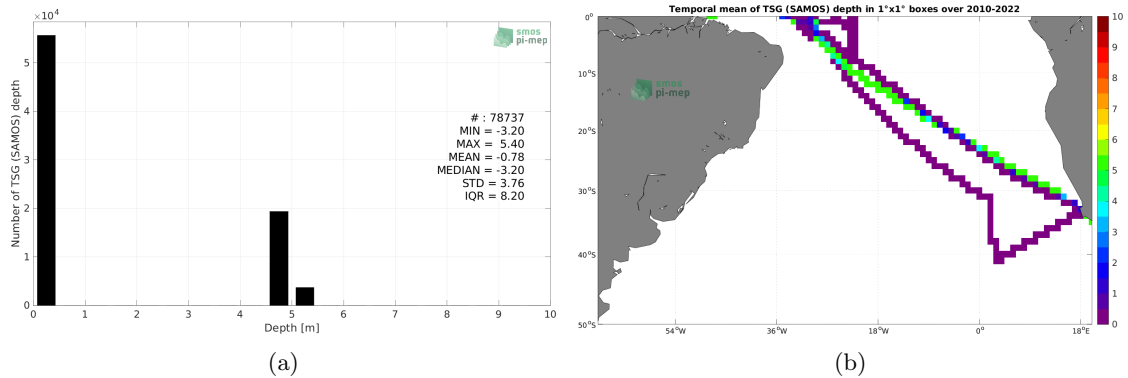 ×10⁴
5
4
3
2
1
0
Number of TSG (SAMOS) depth
smos
pi-mep
# : 78737
MIN = -3.20
MAX = 5.40
MEAN = -0.78
MEDIAN = -3.20
STD = 3.76
IQR = 8.20
0 1 2 3 4 5 6 7 8 9 10
Depth [m]
(a)
Temporal mean of TSG (SAMOS) depth in 1°x1° boxes over 2010-2022
0°
10°S
20°S
30°S
40°S
50°S
smos
pi-mep
54°W 36°W 18°W 0° 18°E
10
9
8
7
6
5
4
3
2
1
0
(b)